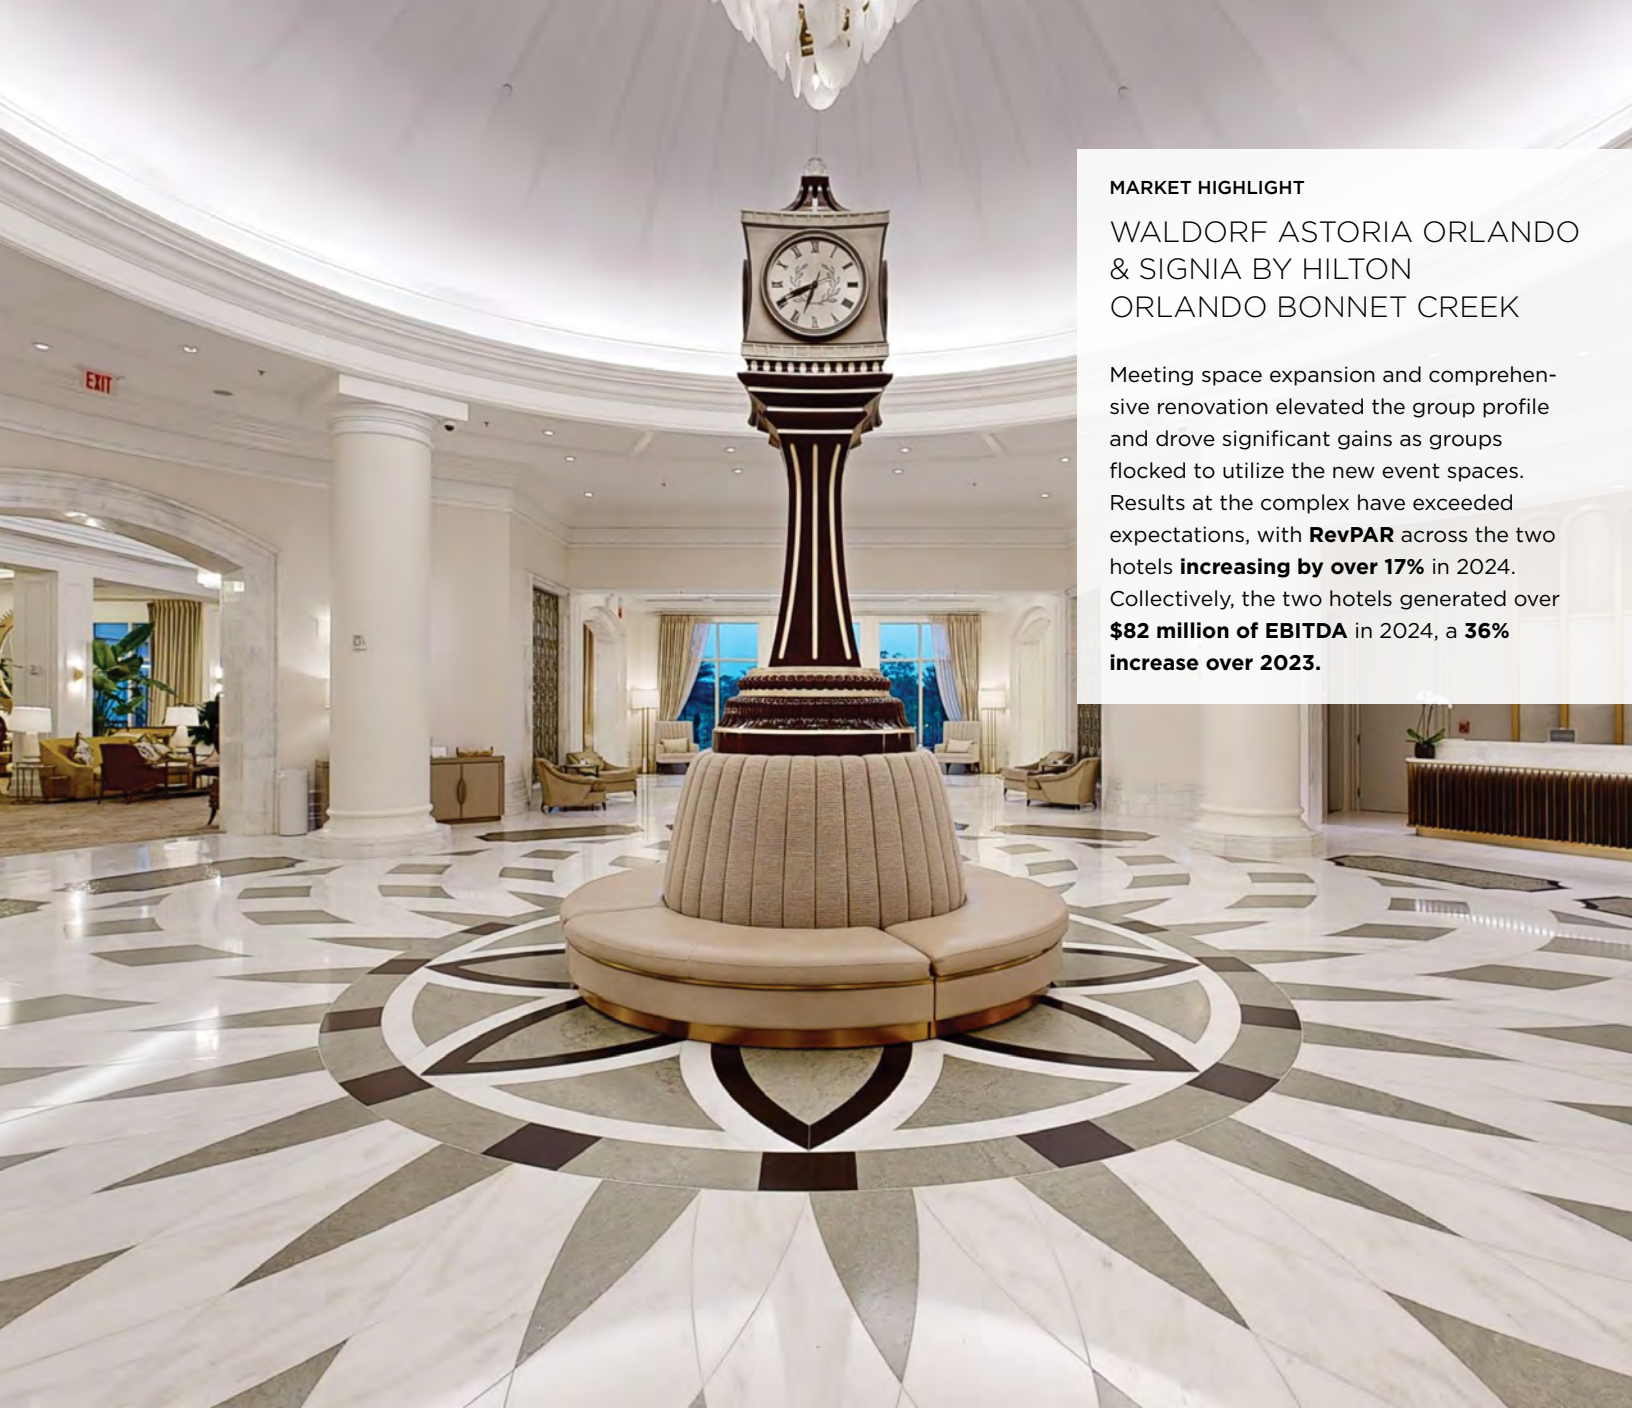 MARKET HIGHLIGHT
WALDORF ASTORIA ORLANDO
& SIGNIA BY HILTON
ORLANDO BONNET CREEK
Meeting space expansion and comprehen-
sive renovation elevated the group profile
and drove significant gains as groups
flocked to utilize the new event spaces.
Results at the complex have exceeded
expectations, with RevPAR across the two
hotels increasing by over 17% in 2024.
Collectively, the two hotels generated over
$82 million of EBITDA in 2024, a 36%
increase over 2023.
EXIT